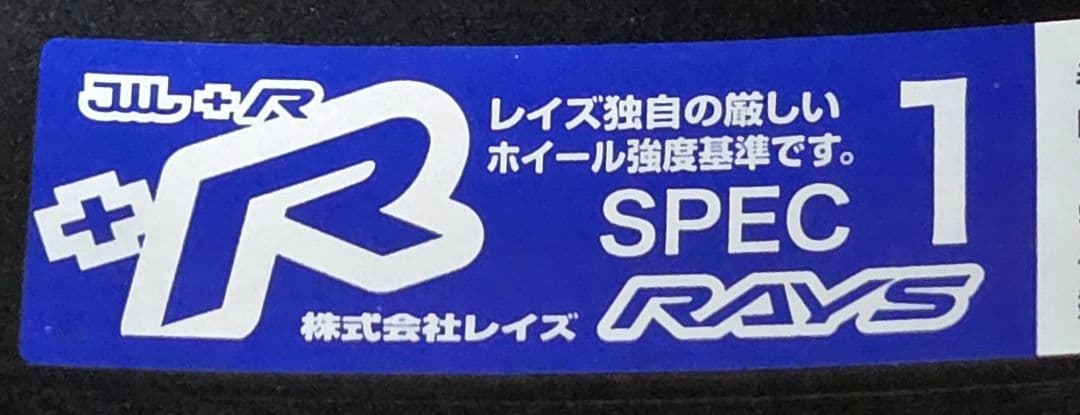 JWL+R
+R
レイズ独自の厳しい
ホイール強度基準です。
SPEC 1
株式会社レイズ RAYS